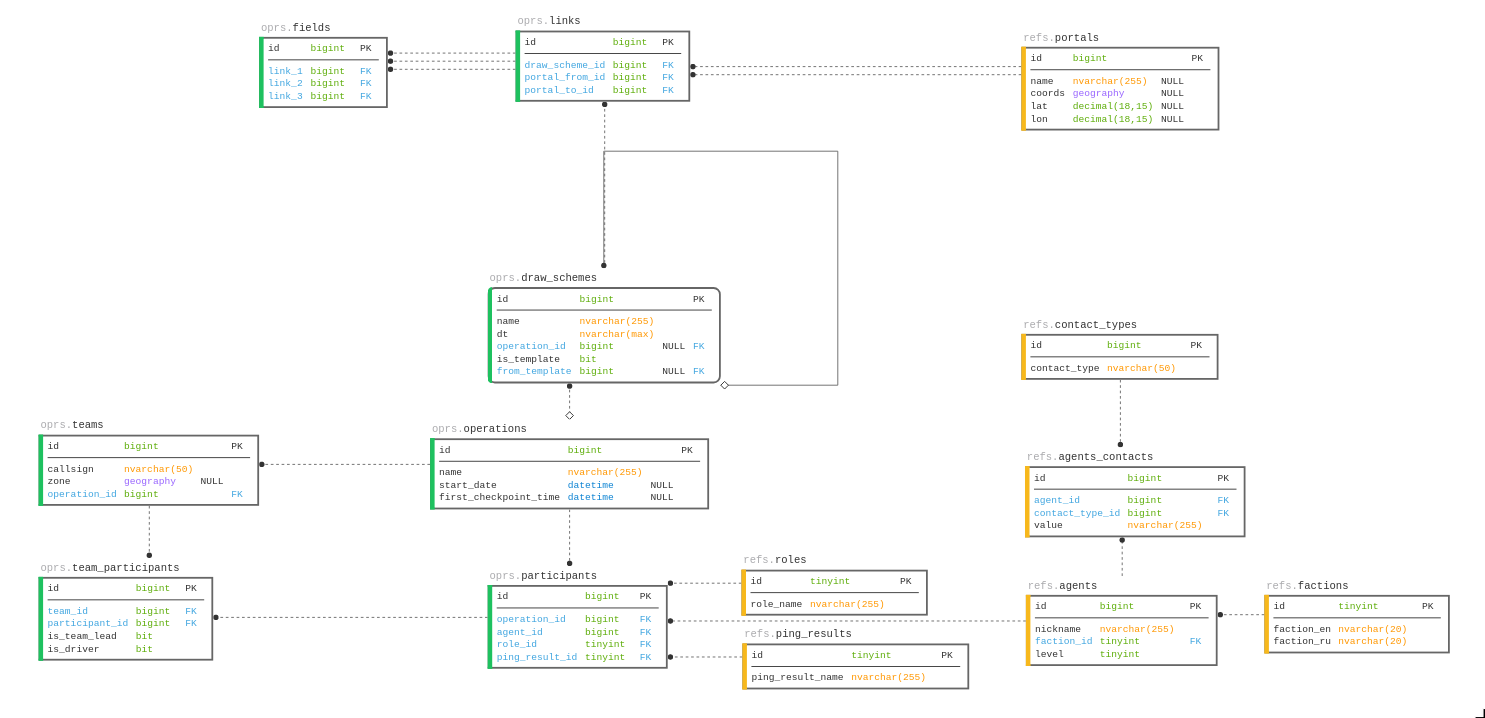 oprs.fields
id bigint PK
link_1 bigint FK
link_2 bigint FK
link_3 bigint FK
oprs.links
id bigint PK
draw_scheme_id bigint FK
portal_from_id bigint FK
portal_to_id bigint FK
refs.portals
id bigint PK
name nvarchar(255) NULL
coords geography NULL
lat decimal(18,15) NULL
lon decimal(18,15) NULL
oprs.draw_schemes
id bigint PK
name nvarchar(255)
dt nvarchar(max)
operation_id bigint NULL FK
is_template bit
from_template bigint NULL FK
refs.contact_types
id bigint PK
contact_type nvarchar(50)
oprs.teams
id bigint PK
callsign nvarchar(50)
zone geography NULL
operation_id bigint FK
oprs.operations
id bigint PK
name nvarchar(255)
start_date datetime NULL
first_checkpoint_time datetime NULL
refs.agents_contacts
id bigint PK
agent_id bigint FK
contact_type_id bigint FK
value nvarchar(255)
oprs.team_participants
id bigint PK
team_id bigint FK
participant_id bigint FK
is_team_lead bit
is_driver bit
oprs.participants
id bigint PK
operation_id bigint FK
agent_id bigint FK
role_id tinyint FK
ping_result_id tinyint FK
refs.roles
id tinyint PK
role_name nvarchar(255)
refs.ping_results
id tinyint PK
ping_result_name nvarchar(255)
refs.agents
id bigint PK
nickname nvarchar(255)
faction_id tinyint FK
level tinyint
refs.factions
id tinyint PK
faction_en nvarchar(20)
faction_ru nvarchar(20)